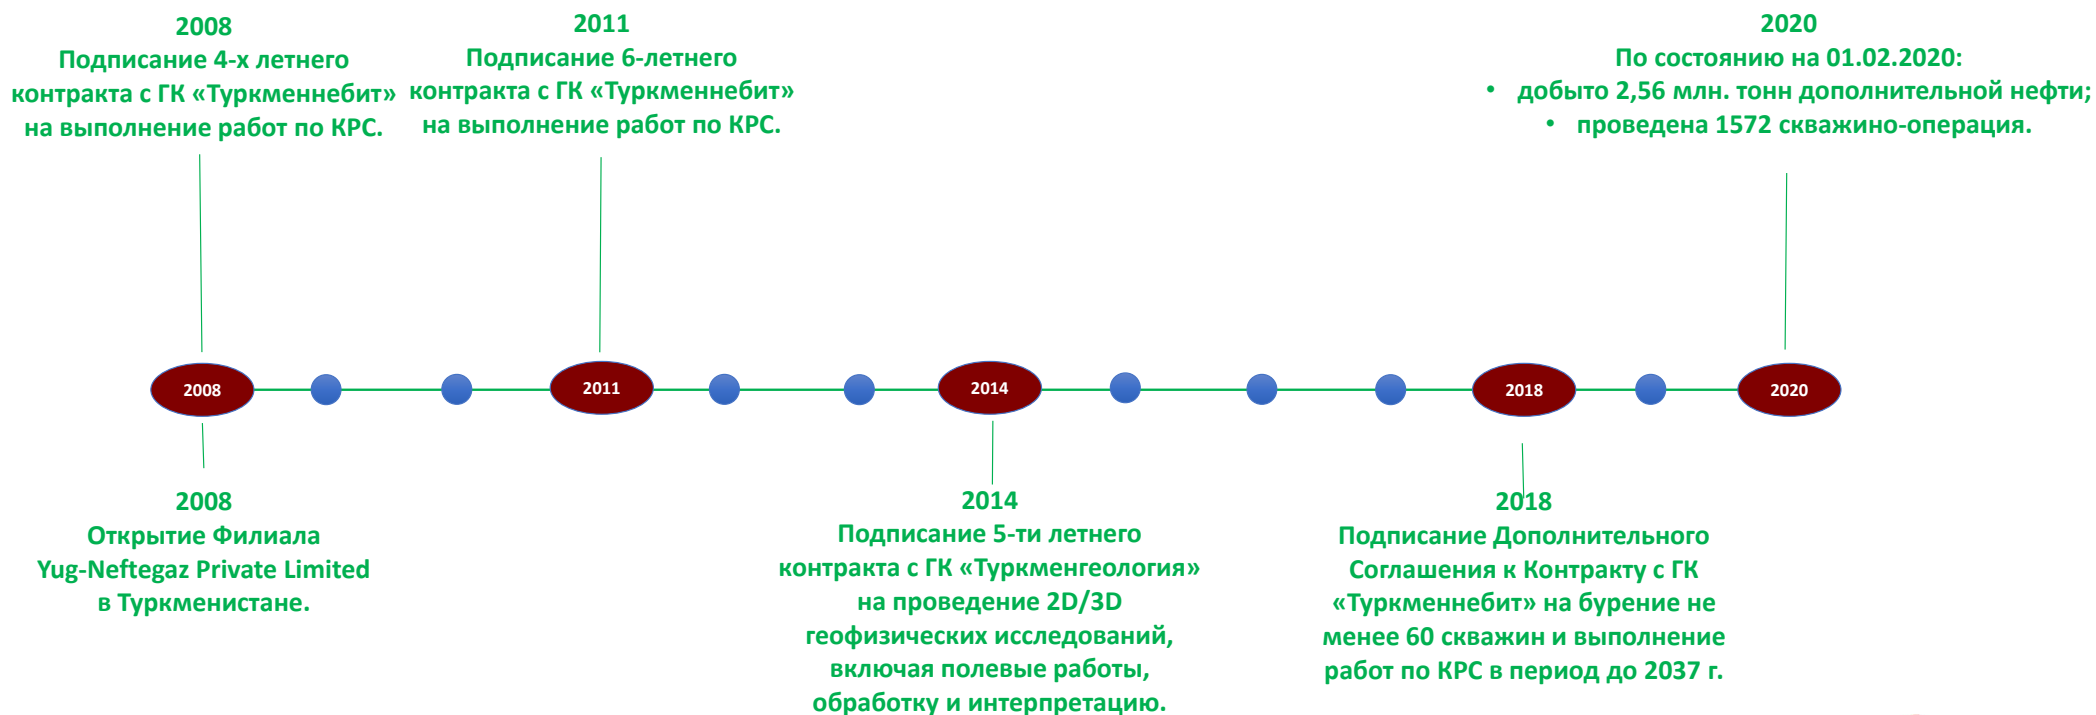 2008
Подписание 4-х летнего
контракта с ГК «Туркменнебит»
на выполнение работ по КРС.
2011
Подписание 6-летнего
контракта с ГК «Туркменнебит»
на выполнение работ по КРС.
2020
По состоянию на 01.02.2020:
• добыто 2,56 млн. тонн дополнительной нефти;
• проведена 1572 скважино-операция.
2008
2011
2014
2018
2020
2008
Открытие Филиала
Yug-Neftegaz Private Limited
в Туркменистане.
2014
Подписание 5-ти летнего
контракта с ГК «Туркменгеология»
на проведение 2D/3D
геофизических исследований,
включая полевые работы,
обработку и интерпретацию.
2018
Подписание Дополнительного
Соглашения к Контракту с ГК
«Туркменнебит» на бурение не
менее 60 скважин и выполнение
работ по КРС в период до 2037 г.